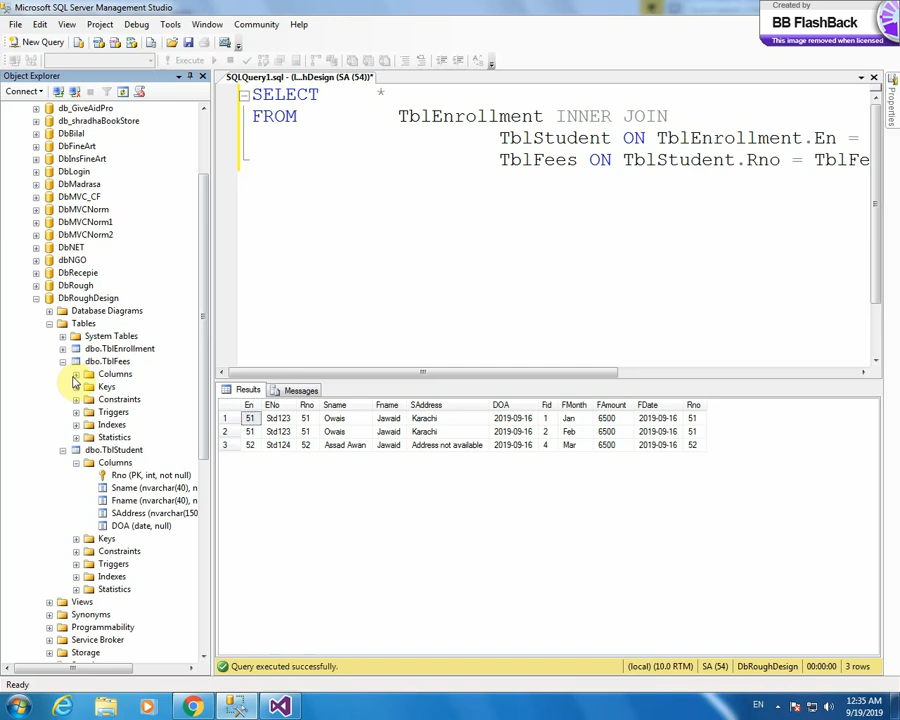 Microsoft SQL Server Management Studio
Created by
BB FlashBack
This image removed when licensed
File Edit View Project Debug Tools Window Community Help
New Query
Execute
Object Explorer
SQLQuery1.sql - (l...hDesign (SA (54))*
Connect
Properties
db_GiveAidPro
db_shradhaBookStore
DbBilal
DbFineArt
DbInsFineArt
DbLogin
DbMadrasa
DbMVC_CF
DbMVCNorm
DbMVCNorm1
DbMVCNorm2
DbNET
dbNGO
DbRecepie
DbRough
DbRoughDesign
Database Diagrams
Tables
System Tables
dbo.TblEnrollment
dbo.TblFees
Columns
Keys
Constraints
Triggers
Indexes
Statistics
dbo.TblStudent
Columns
Rno (PK, int, not null)
Sname (nvarchar(40), n
Fname (nvarchar(40), n
SAddress (nvarchar(150
DOA (date, null)
Keys
Constraints
Triggers
Indexes
Statistics
Views
Synonyms
Programmability
Service Broker
Storage
SELECT *
FROM TblEnrollment INNER JOIN
TblStudent ON TblEnrollment.En =
TblFees ON TblStudent.Rno = TblFe
Results Messages
En ENo Rno Sname Fname SAddress DOA Fid FMonth FAmount FDate Rno
1 51 Std123 51 Owais Jawaid Karachi 2019-09-16 1 Jan 6500 2019-09-16 51
2 51 Std123 51 Owais Jawaid Karachi 2019-09-16 2 Feb 6500 2019-09-16 51
3 52 Std124 52 Assad Awan Jawaid Address not available 2019-09-16 4 Mar 6500 2019-09-16 52
Query executed successfully. (local) (10.0 RTM) SA (54) DbRoughDesign 00:00:00 3 rows
Ready
EN 12:35 AM
9/19/2019